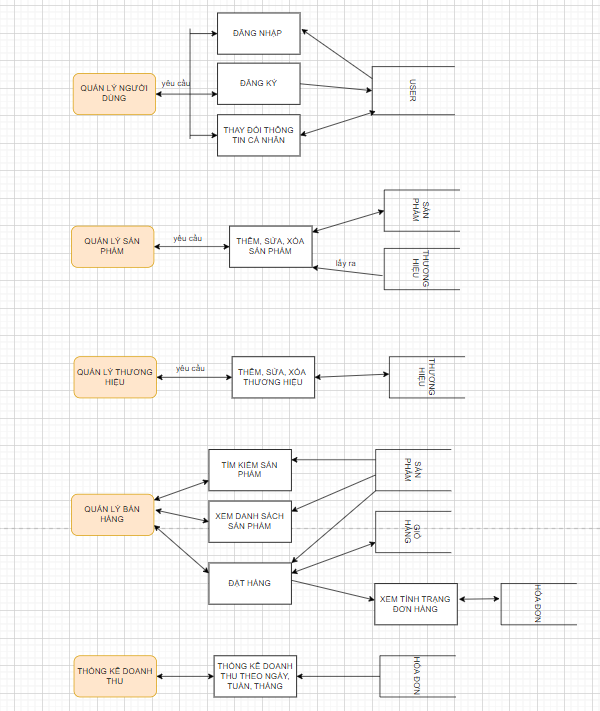 ĐĂNG NHẬP
QUẢN LÝ NGƯỜI
DÙNG
yêu cầu
ĐĂNG KÝ
USER
THAY ĐỔI THÔNG
TIN CÁ NHÂN
SẢN
PHẨM
QUẢN LÝ SẢN
PHẨM
yêu cầu
THÊM, SỬA, XÓA
SẢN PHẨM
lấy ra
THƯƠNG
HIỆU
QUẢN LÝ THƯƠNG
HIỆU
yêu cầu
THÊM, SỬA, XÓA
THƯƠNG HIỆU
THƯƠNG
HIỆU
TÌM KIẾM SẢN
PHẨM
SẢN
PHẨM
QUẢN LÝ BÁN
HÀNG
XEM DANH SÁCH
SẢN PHẨM
GIỎ
HÀNG
ĐẶT HÀNG
XEM TÌNH TRẠNG
ĐƠN HÀNG
HÓA ĐƠN
THỐNG KÊ DOANH
THU
THỐNG KÊ DOANH
THU THEO NGÀY,
TUẦN, THÁNG
HÓA ĐƠN